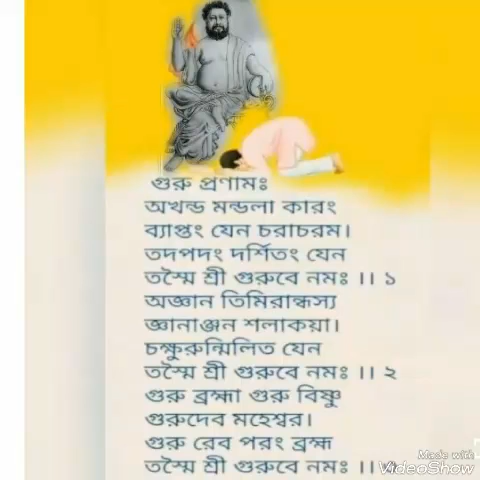 গুরু প্রণামঃ
অখন্ড মন্ডলা কারং
ব্যাপ্তং যেন চরাচরম।
তদপদং দর্শিতং যেন
তস্মৈ শ্রী গুরুবে নমঃ ।। ১
অজ্ঞান তিমিরান্ধস্য
জ্ঞানাঞ্জন শলাকয়া।
চক্ষুরুন্মিলিত যেন
তস্মৈ শ্রী গুরুবে নমঃ ।। ২
গুরু ব্রহ্মা গুরু বিষ্ণু
গুরুদেব মহেশ্বর।
গুরু রেব পরং ব্রহ্ম
তস্মৈ শ্রী গুরুবে নমঃ ।।
Made with
VideoShow